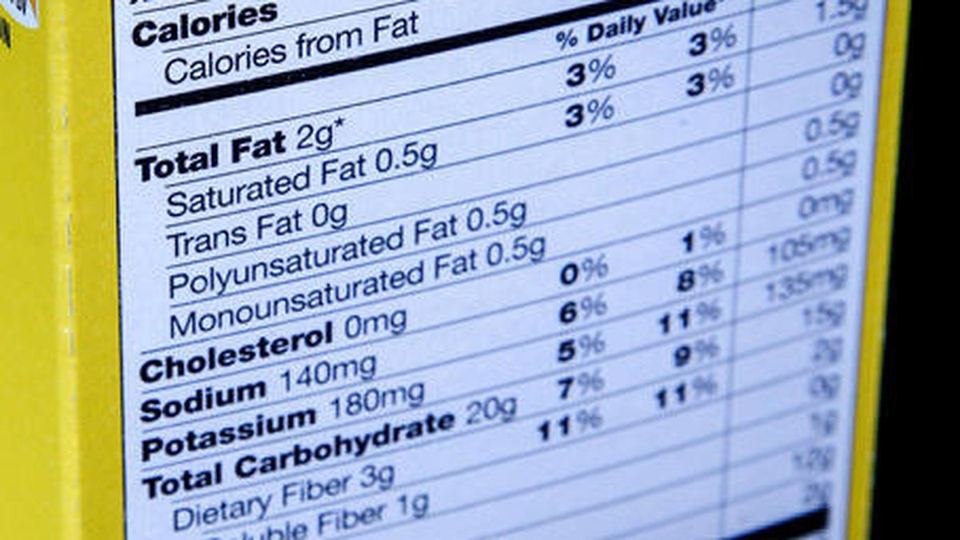 Calories
Calories from Fat
% Daily Value*
Total Fat 2g* 3% 3% 1.5g
Saturated Fat 0.5g 3% 3% 0g
Trans Fat 0g 0g
Polyunsaturated Fat 0.5g 0.5g
Monounsaturated Fat 0.5g 0.5g
Cholesterol 0mg 0% 1% 0mg
Sodium 140mg 6% 8% 105mg
Potassium 180mg 5% 11% 135mg
Total Carbohydrate 20g 7% 9% 15g
Dietary Fiber 3g 11% 11% 2g
Fiber 1g